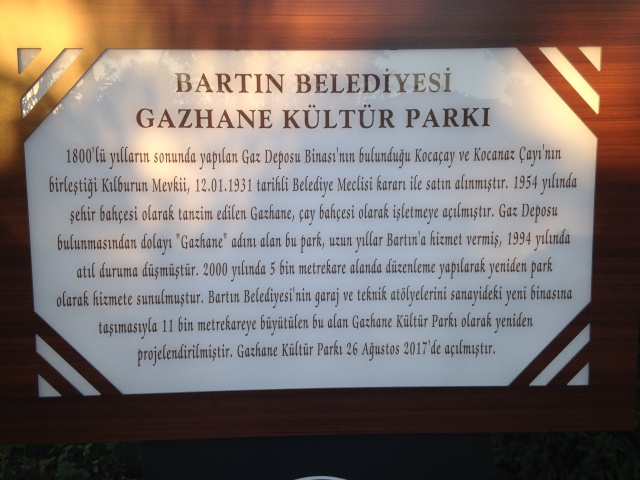 BARTIN BELEDİYESİ
GAZHANE KÜLTÜR PARKI
1800'lü yılların sonunda yapılan Gaz Deposu Binası'nın bulunduğu Kocaçay ve Kocanaz Çayı'nın
birleştiği Kılburun Mevkii, 12.01.1931 tarihli Belediye Meclisi kararı ile satın alınmıştır. 1954 yılında
şehir bahçesi olarak tanzim edilen Gazhane, çay bahçesi olarak işletmeye açılmıştır. Gaz Deposu
bulunmasından dolayı "Gazhane" adını alan bu park, uzun yıllar Bartın'a hizmet vermiş, 1994 yılında
atıl duruma düşmüştür. 2000 yılında 5 bin metrekare alanda düzenleme yapılarak yeniden park
olarak hizmete sunulmuştur. Bartın Belediyesi'nin garaj ve teknik atölyelerini sanayideki yeni binasına
taşımasıyla 11 bin metrekareye büyütülen bu alan Gazhane Kültür Parkı olarak yeniden
projelendirilmiştir. Gazhane Kültür Parkı 26 Ağustos 2017'de açılmıştır.